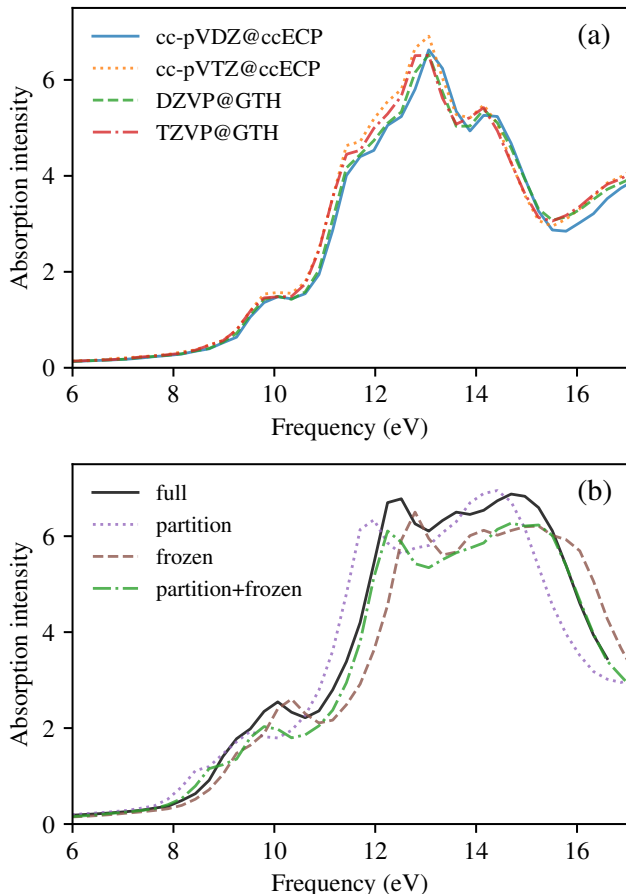 (a)
cc-pVDZ@ccECP
cc-pVTZ@ccECP
DZVP@GTH
TZVP@GTH
Absorption intensity
6
4
2
0
6 8 10 12 14 16
Frequency (eV)
(b)
full
partition
frozen
partition+frozen
Absorption intensity
6
4
2
0
6 8 10 12 14 16
Frequency (eV)